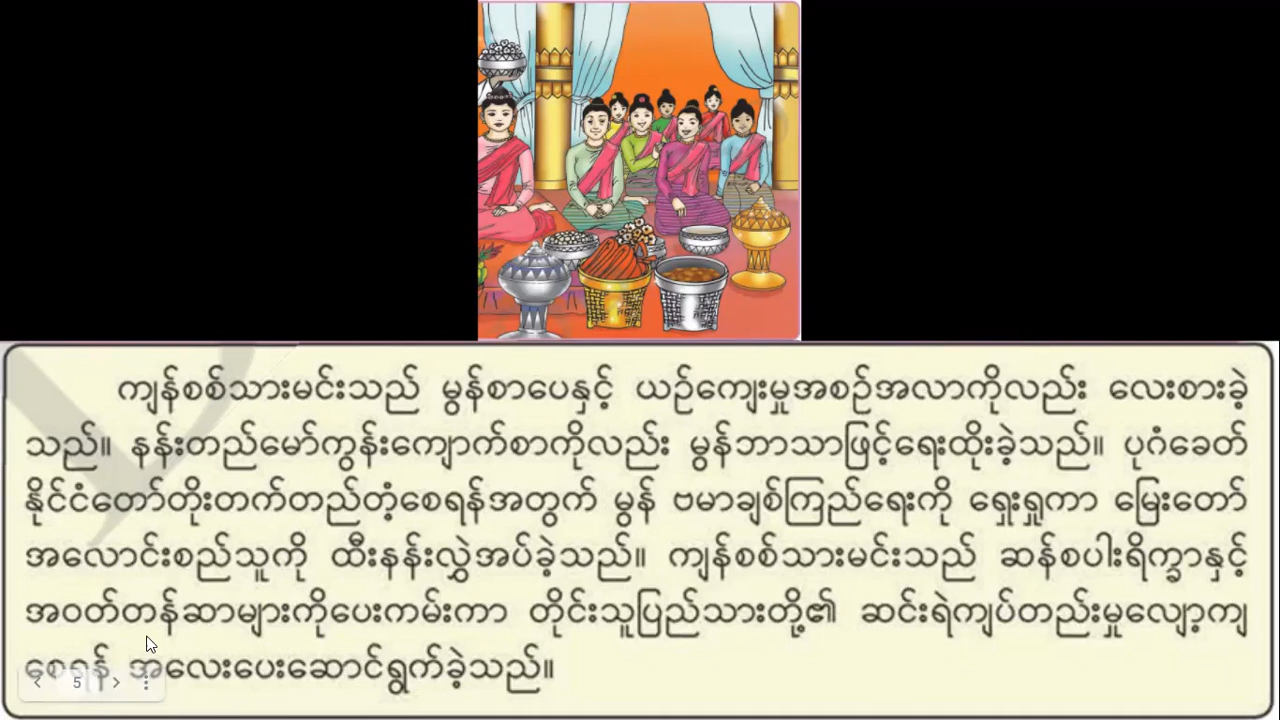 ကျန်စစ်သားမင်းသည် မွန်စာပေနှင့် ယဉ်ကျေးမှုအစဉ်အလာကိုလည်း လေးစားခဲ့
သည်။ နန်းတည်မော်ကွန်းကျောက်စာကိုလည်း မွန်ဘာသာဖြင့်ရေးထိုးခဲ့သည်။ ပုဂံခေတ်
နိုင်ငံတော်တိုးတက်တည်တံ့စေရန်အတွက် မွန် ဗမာချစ်ကြည်ရေးကို ရှေးရှုကာ မြေးတော်
အလောင်းစည်သူကို ထီးနန်းလွှဲအပ်ခဲ့သည်။ ကျန်စစ်သားမင်းသည် ဆန်စပါးရိက္ခာနှင့်
အဝတ်တန်ဆာများကိုပေးကမ်းကာ တိုင်းသူပြည်သားတို့၏ ဆင်းရဲကျပ်တည်းမှုလျော့ကျ
စေရန် အလေးပေးဆောင်ရွက်ခဲ့သည်။
5